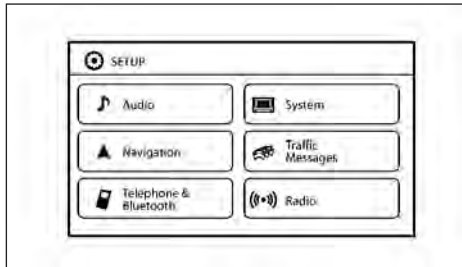 SETUP
Audio
System
Navigation
Traffic
Messages
Telephone &
Bluetooth
Radio